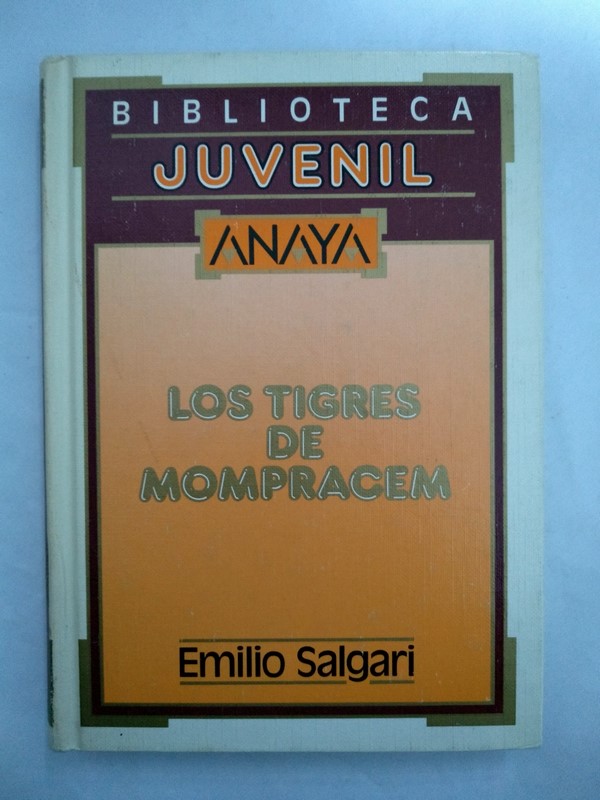 BIBLIOTECA
JUVENIL
ANAYA
LOS TIGRES
DE
MOMPRACEM
Emilio Salgari